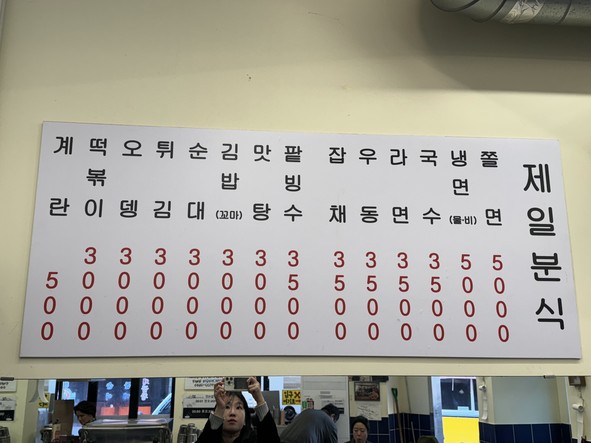 제일분식
쫄면 5000
냉면(물·비) 5000
국수 3500
라면 3500
우동 3500
잡채 3500
팥빙수 3500
맛탕 3000
김밥(꼬마) 3000
순대 3000
튀김 3000
오뎅 3000
떡볶이 3000
계란 500